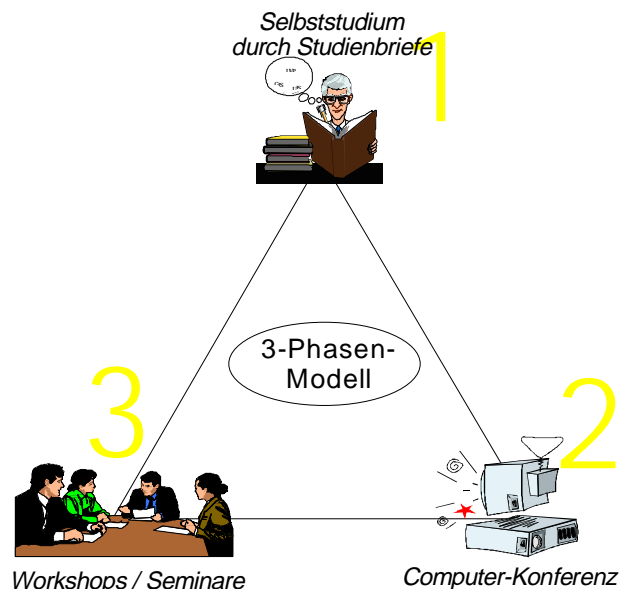 Selbststudium
durch Studienbriefe
1
3-Phasen-
Modell
3
2
Workshops / Seminare
Computer-Konferenz